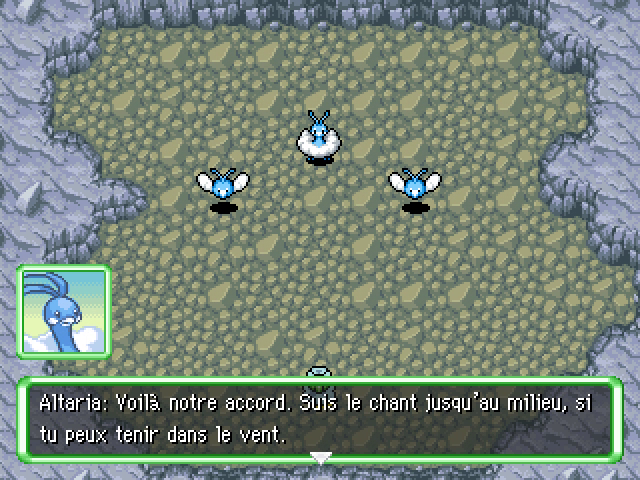 Altaria: Voilà notre accord. Suis le chant jusqu'au milieu, si
tu peux tenir dans le vent.